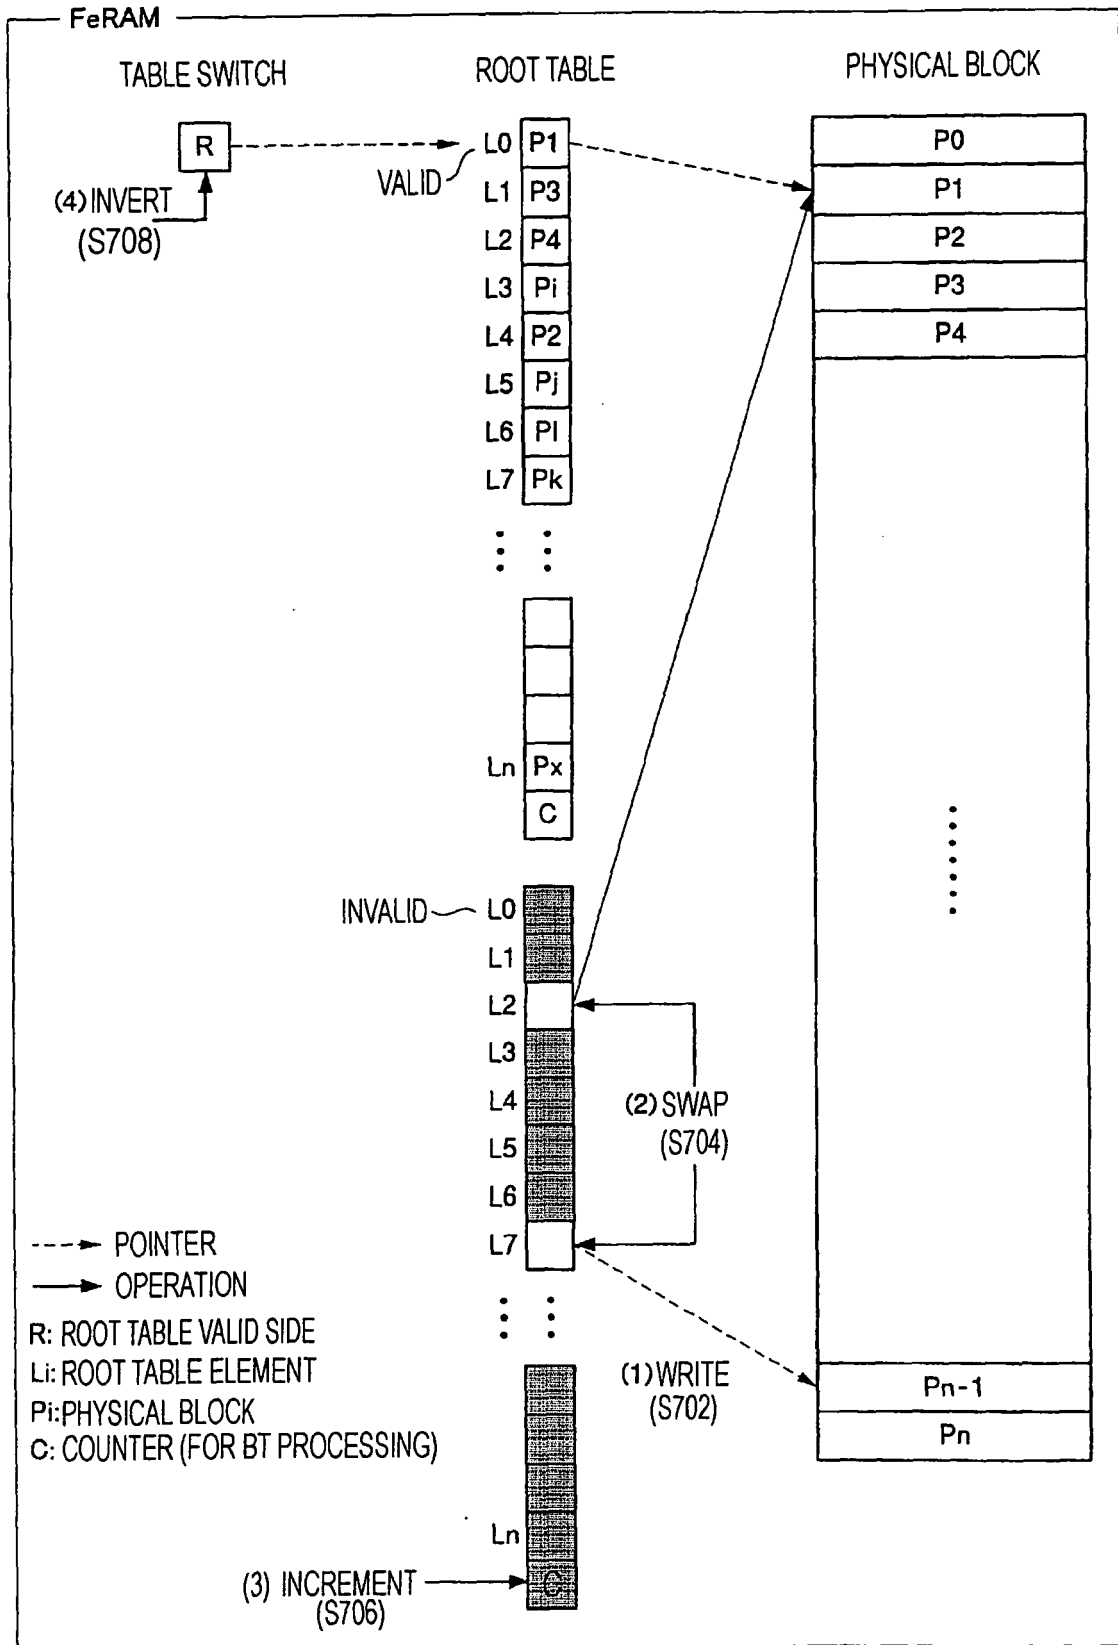 FeRAM
TABLE SWITCH
ROOT TABLE
PHYSICAL BLOCK
R
(4) INVERT
(S708)
VALID
L0 P1
L1 P3
L2 P4
L3 Pi
L4 P2
L5 Pj
L6 Pl
L7 Pk
Ln Px
C
P0
P1
P2
P3
P4
Pn-1
Pn
INVALID
L0
L1
L2
L3
L4
L5
L6
L7
Ln
C
(2) SWAP
(S704)
(1) WRITE
(S702)
(3) INCREMENT
(S706)
POINTER
OPERATION
R: ROOT TABLE VALID SIDE
Li: ROOT TABLE ELEMENT
Pi: PHYSICAL BLOCK
C: COUNTER (FOR BT PROCESSING)